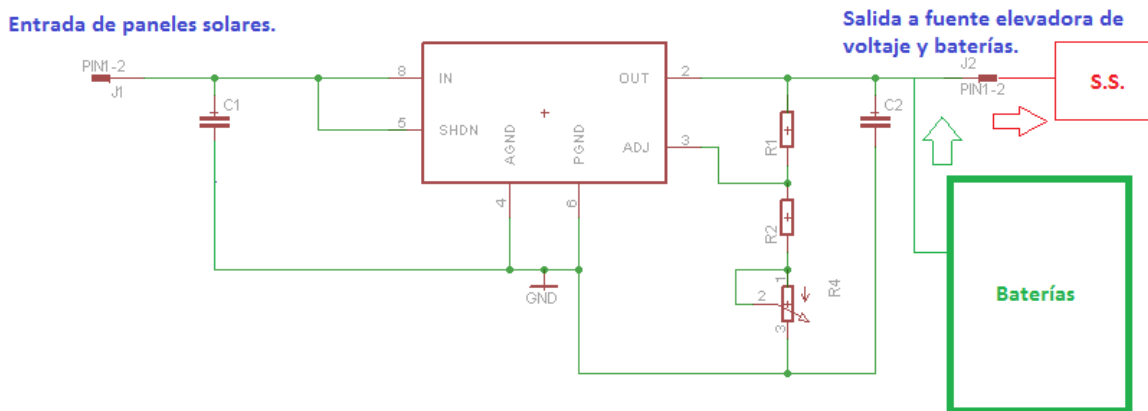 Entrada de paneles solares.
Salida a fuente elevadora de
voltaje y baterías.
PIN1-2
J1
C1
8
IN
5
SHDN
AGND
PGND
4
6
OUT
2
ADJ
3
GND
R1
R2
1
2
3
R4
C2
J2
PIN1-2
S.S.
Baterías